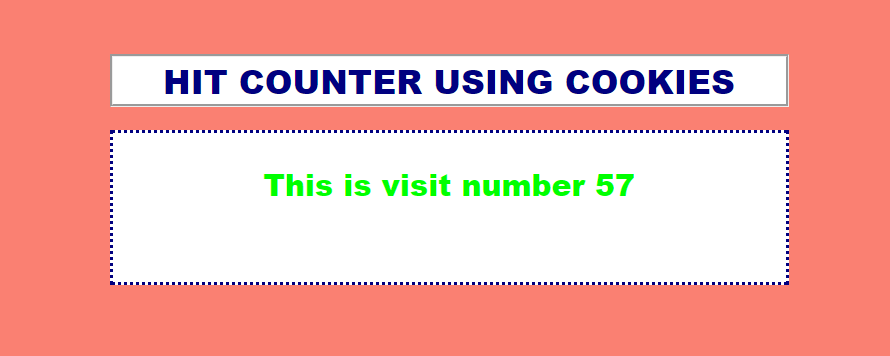 HIT COUNTER USING COOKIES
This is visit number 57